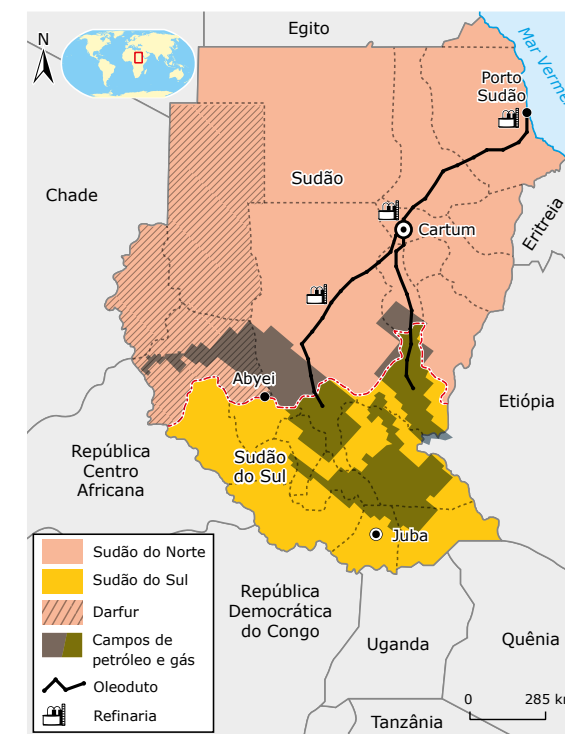 N
Egito
Mar Verme
Porto
Sudão
Chade
Sudão
Cartum
Eritreia
Abyei
Etiópia
República
Centro
Africana
Sudão
do Sul
Juba
Sudão do Norte
Sudão do Sul
Darfur
Campos de
petróleo e gás
Oleoduto
Refinaria
República
Democrática
do Congo
Uganda
Quênia
Tanzânia
0 285 km